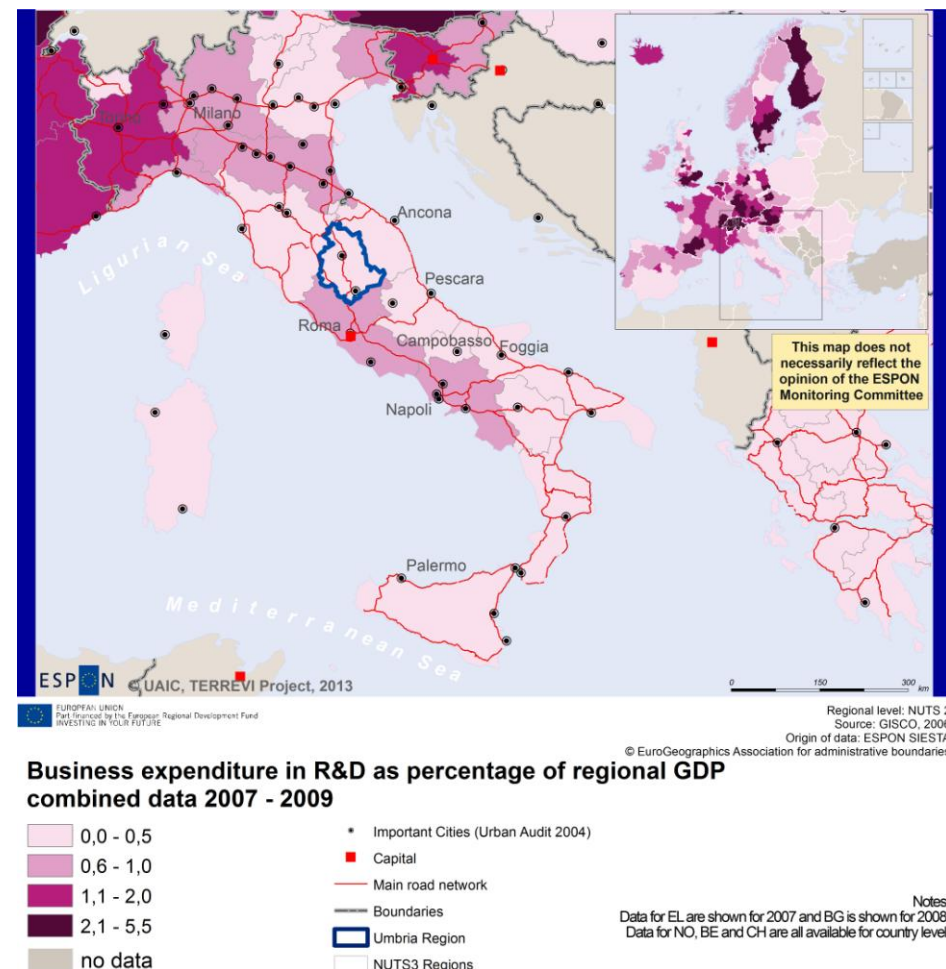 Torino
Milano
Ancona
Ligurian Sea
Pescara
Roma
Campobasso
Foggia
This map does not
necessarily reflect the
opinion of the ESPON
Monitoring Committee
Napoli
Palermo
Mediterranean Sea
ESPON
© UAIC, TERREVI Project, 2013
0 150 300
km
EUROPEAN UNION
Part financed by the European Regional Development Fund
INVESTING IN YOUR FUTURE
Regional level: NUTS 2
Source: GISCO, 2006
Origin of data: ESPON SIESTA
© EuroGeographics Association for administrative boundaries
Business expenditure in R&D as percentage of regional GDP
combined data 2007 - 2009
0,0 - 0,5
0,6 - 1,0
1,1 - 2,0
2,1 - 5,5
no data
Important Cities (Urban Audit 2004)
Capital
Main road network
Boundaries
Umbria Region
NUTS3 Regions
Notes
Data for EL are shown for 2007 and BG is shown for 2008
Data for NO, BE and CH are all available for country level